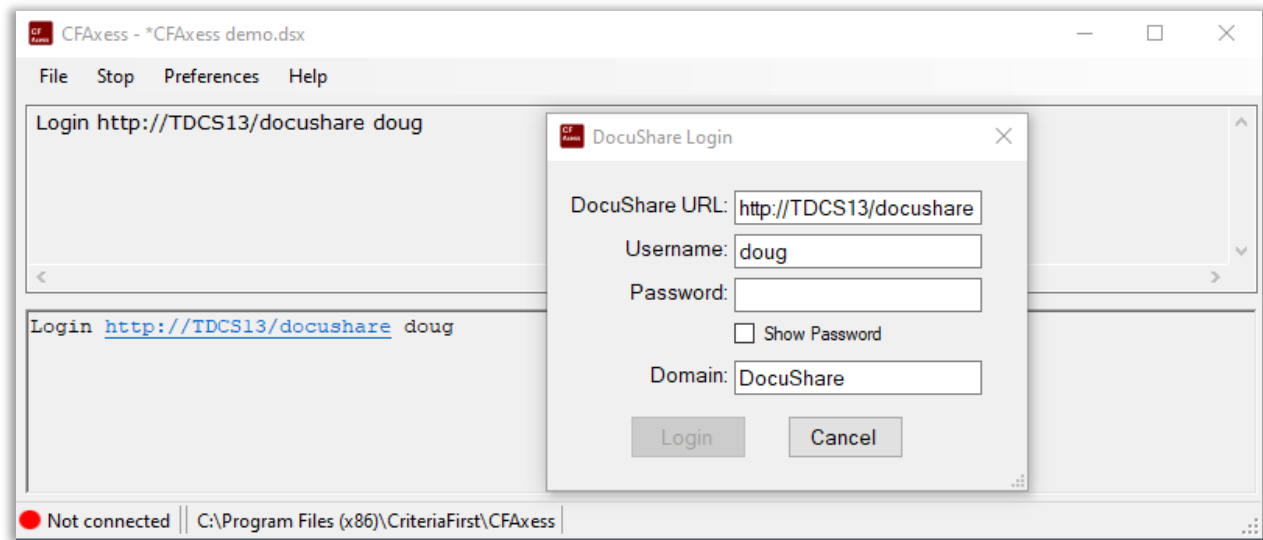 CFAxess - *CFAxess demo.dsx
File Stop Preferences Help
Login http://TDCS13/docushare doug
CF Axess DocuShare Login
DocuShare URL: http://TDCS13/docushare
Username: doug
Password:
Show Password
Domain: DocuShare
Login Cancel
Login http://TDCS13/docushare doug
Not connected C:\Program Files (x86)\CriteriaFirst\CFAxess